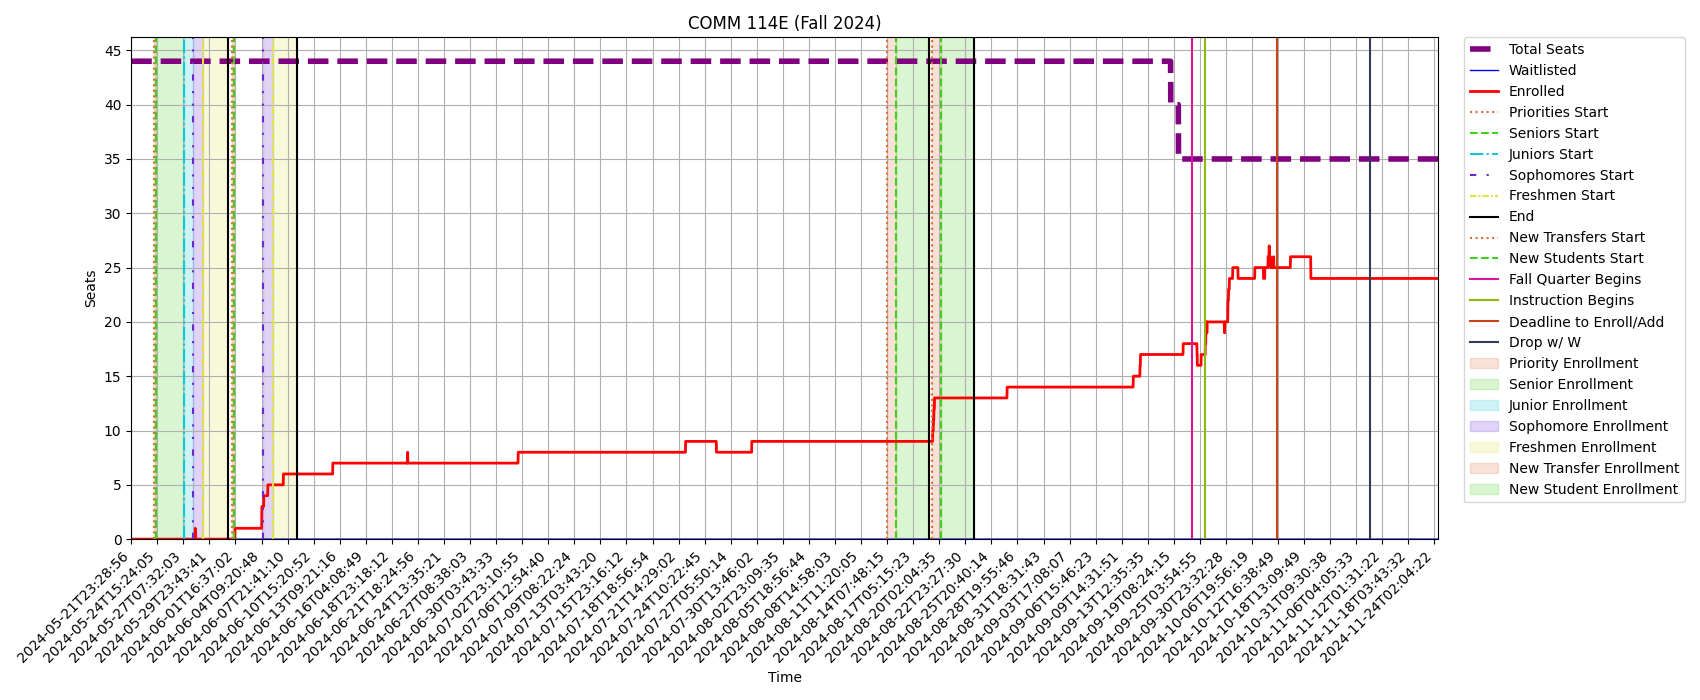 COMM 114E (Fall 2024)
Seats
45
40
35
30
25
20
15
10
5
0
2024-05-21T23:28:56
2024-05-24T15:24:05
2024-05-27T07:32:03
2024-05-29T23:43:41
2024-06-01T16:37:02
2024-06-04T09:20:48
2024-06-07T21:41:10
2024-06-10T15:20:52
2024-06-13T09:21:16
2024-06-16T04:08:49
2024-06-18T23:18:12
2024-06-21T18:24:56
2024-06-24T13:35:21
2024-06-27T08:38:03
2024-06-30T03:43:33
2024-07-02T23:10:55
2024-07-06T12:54:40
2024-07-09T08:22:24
2024-07-13T03:43:20
2024-07-15T23:16:12
2024-07-18T18:56:54
2024-07-21T14:29:02
2024-07-24T10:22:45
2024-07-27T05:50:14
2024-07-30T13:46:02
2024-08-02T23:09:35
2024-08-05T18:56:44
2024-08-08T14:58:03
2024-08-11T11:20:05
2024-08-14T07:48:15
2024-08-17T05:15:23
2024-08-20T02:04:35
2024-08-22T23:27:30
2024-08-25T20:40:14
2024-08-28T19:55:46
2024-08-31T18:31:43
2024-09-03T17:08:07
2024-09-06T15:46:23
2024-09-09T14:31:51
2024-09-13T12:35:35
2024-09-19T08:24:15
2024-09-25T03:54:55
2024-09-30T23:32:28
2024-10-06T19:56:19
2024-10-12T16:38:49
2024-10-18T13:09:49
2024-10-31T09:30:38
2024-11-06T04:05:33
2024-11-12T01:31:22
2024-11-18T03:43:32
2024-11-24T02:04:22
Time
Total Seats
Waitlisted
Enrolled
Priorities Start
Seniors Start
Juniors Start
Sophomores Start
Freshmen Start
End
New Transfers Start
New Students Start
Fall Quarter Begins
Instruction Begins
Deadline to Enroll/Add
Drop w/ W
Priority Enrollment
Senior Enrollment
Junior Enrollment
Sophomore Enrollment
Freshmen Enrollment
New Transfer Enrollment
New Student Enrollment